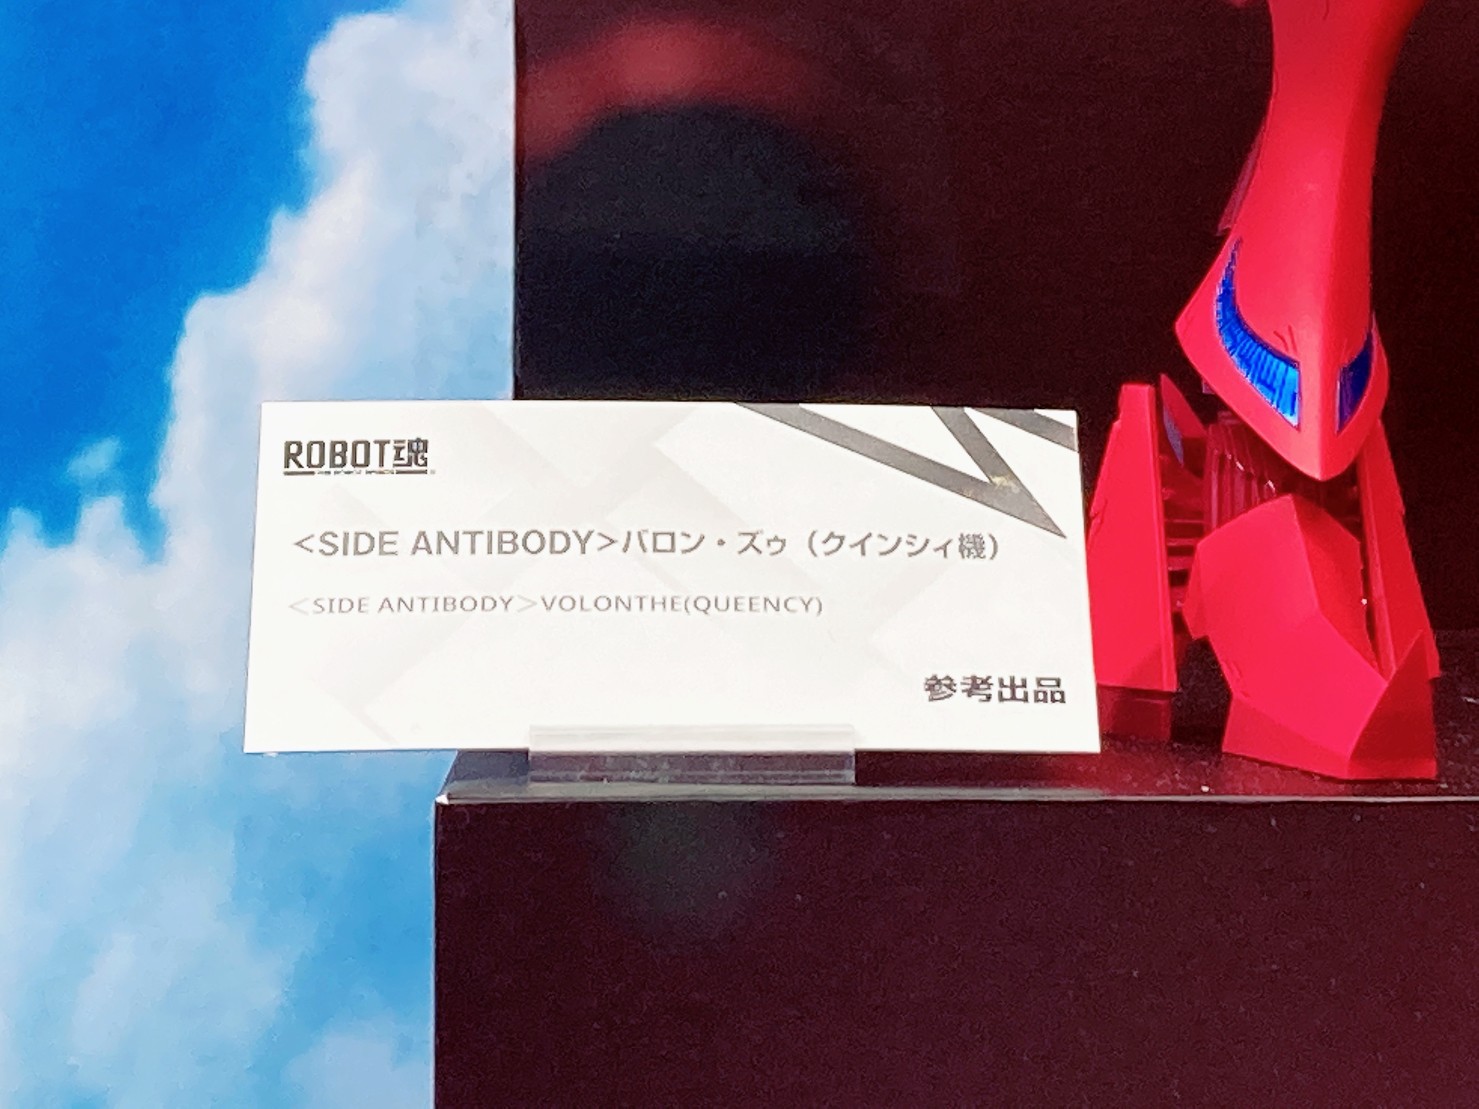 ROBOT魂
<SIDE ANTIBODY>バロン・ズゥ（クインシィ機）
<SIDE ANTIBODY>VOLONTHE(QUEENCY)
参考出品